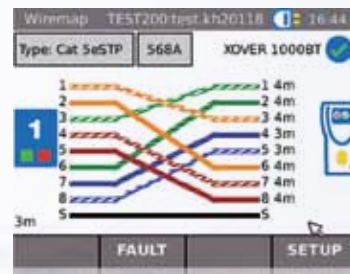 Wiremap TEST200:test.kh20118 16:44
Type: Cat 5eSTP 568A XOVER 1000BT
1 1 4m
2 2 4m
3 3 4m
4 4 3m
5 5 3m
6 6 4m
7 7 4m
8 8 4m
S S
1
3m
FAULT SETUP